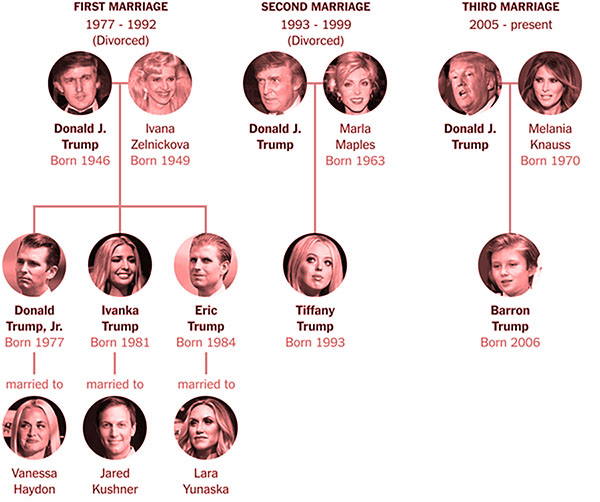 FIRST MARRIAGE
1977 - 1992
(Divorced)
Donald J.
Trump
Born 1946
Ivana
Zelnickova
Born 1949
Donald
Trump, Jr.
Born 1977
married to
Vanessa
Haydon
Ivanka
Trump
Born 1981
married to
Jared
Kushner
Eric
Trump
Born 1984
married to
Lara
Yunaska
SECOND MARRIAGE
1993 - 1999
(Divorced)
Donald J.
Trump
Marla
Maples
Born 1963
Tiffany
Trump
Born 1993
THIRD MARRIAGE
2005 - present
Donald J.
Trump
Melania
Knauss
Born 1970
Barron
Trump
Born 2006